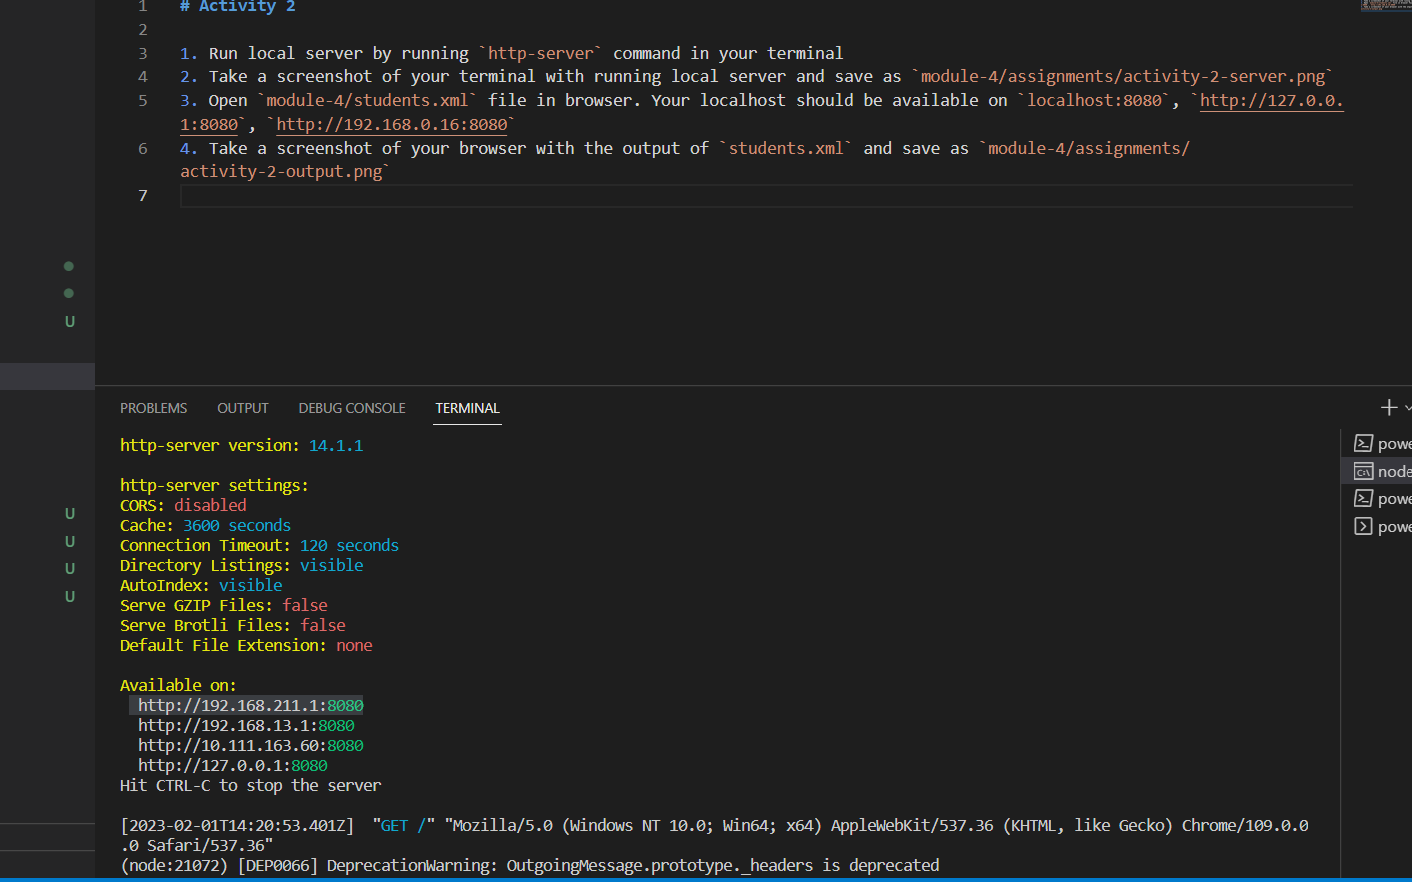 1 # Activity 2
2
3 1. Run local server by running `http-server` command in your terminal
4 2. Take a screenshot of your terminal with running local server and save as `module-4/assignments/activity-2-server.png`
5 3. Open `module-4/students.xml` file in browser. Your localhost should be available on `localhost:8080`, `http://127.0.0.
1:8080`, `http://192.168.0.16:8080`
6 4. Take a screenshot of your browser with the output of `students.xml` and save as `module-4/assignments/
activity-2-output.png`
7
U
U
U
U
U
PROBLEMS OUTPUT DEBUG CONSOLE TERMINAL
http-server version: 14.1.1
http-server settings:
CORS: disabled
Cache: 3600 seconds
Connection Timeout: 120 seconds
Directory Listings: visible
AutoIndex: visible
Serve GZIP Files: false
Serve Brotli Files: false
Default File Extension: none
Available on:
http://192.168.211.1:8080
http://192.168.13.1:8080
http://10.111.163.60:8080
http://127.0.0.1:8080
Hit CTRL-C to stop the server
[2023-02-01T14:20:53.401Z] "GET /" "Mozilla/5.0 (Windows NT 10.0; Win64; x64) AppleWebKit/537.36 (KHTML, like Gecko) Chrome/109.0.0
.0 Safari/537.36"
(node:21072) [DEP0066] DeprecationWarning: OutgoingMessage.prototype._headers is deprecated
powe
node
powe
powe